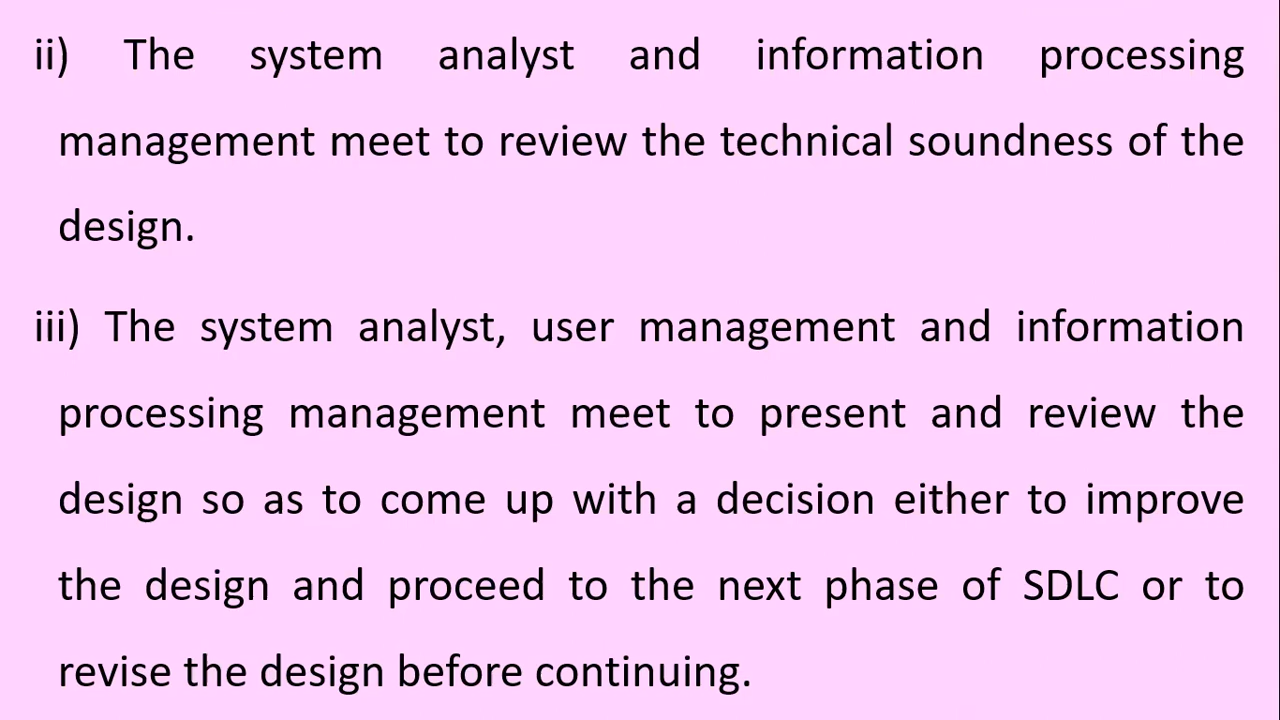 ii) The system analyst and information processing
management meet to review the technical soundness of the
design.
iii) The system analyst, user management and information
processing management meet to present and review the
design so as to come up with a decision either to improve
the design and proceed to the next phase of SDLC or to
revise the design before continuing.